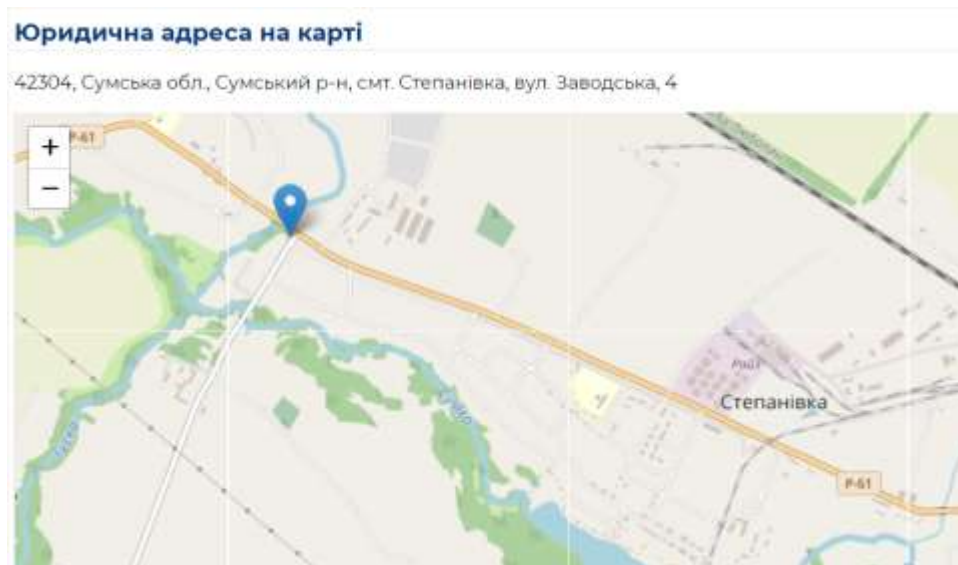 Юридична адреса на карті
42304, Сумська обл., Сумський р-н, смт. Степанівка, вул. Заводська, 4
+
P-61
−
Степанівка
P-61